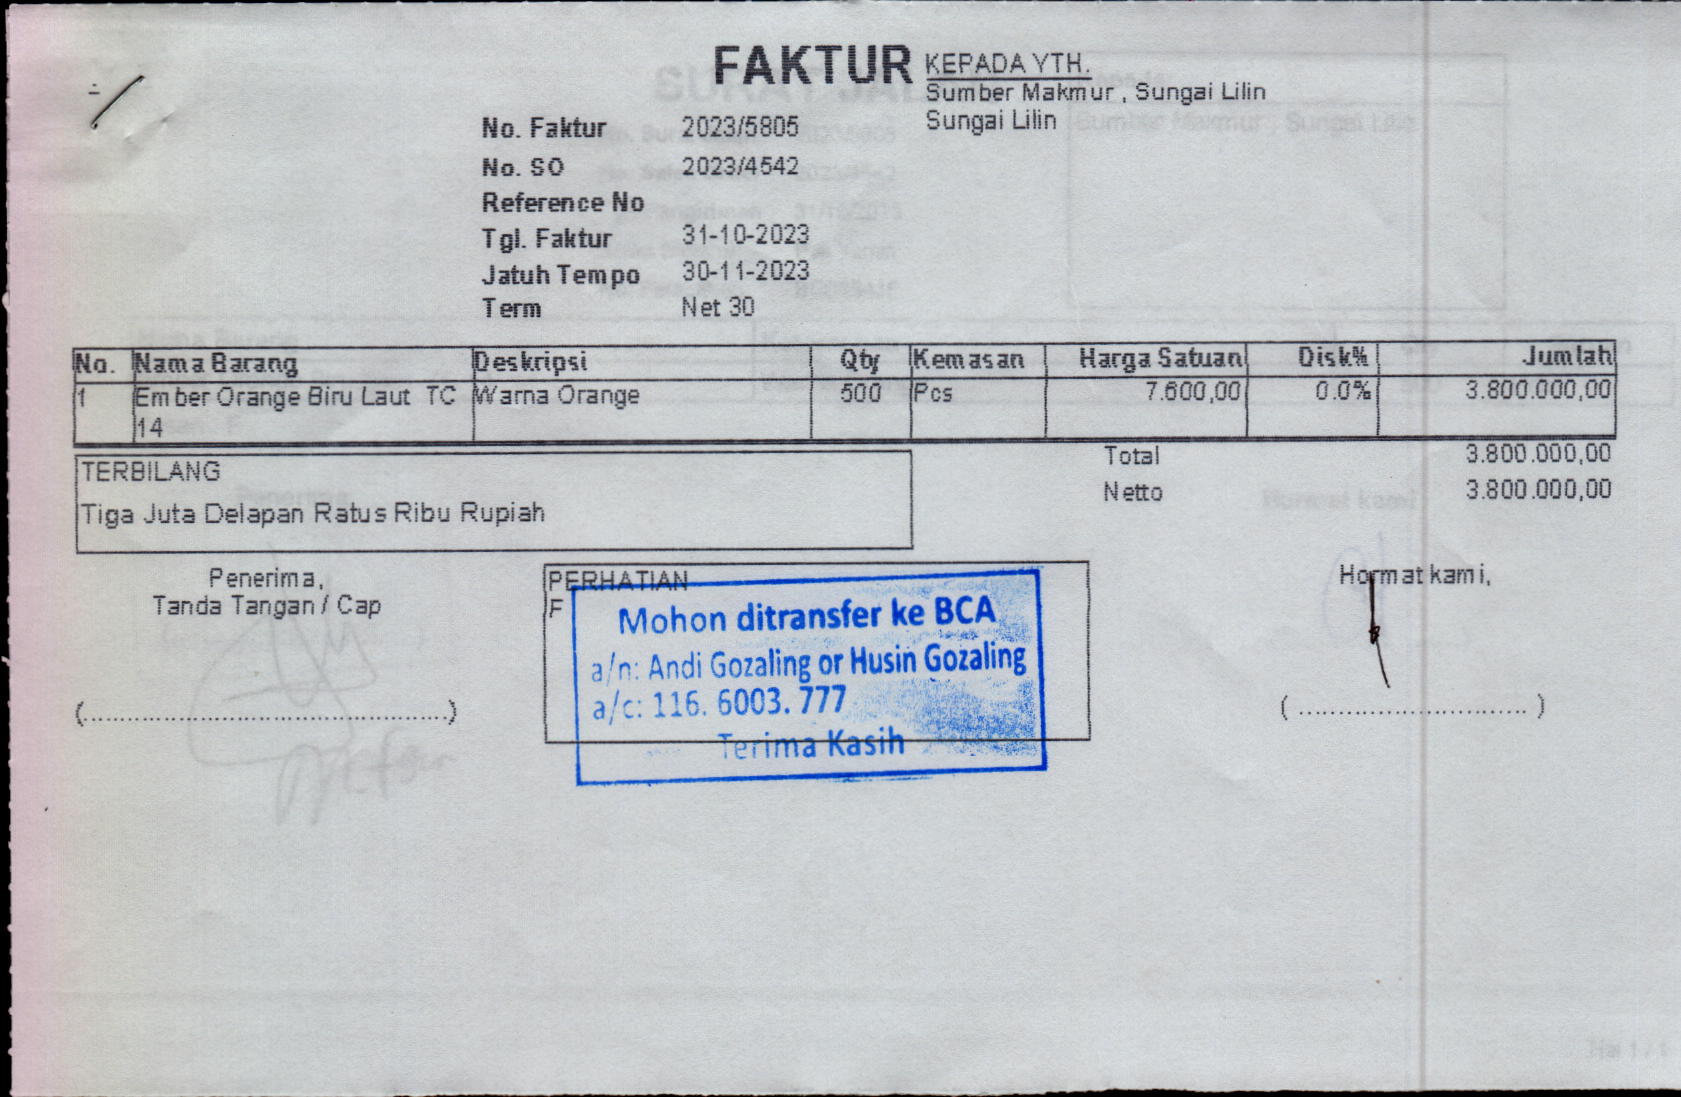 FAKTUR
KEPADA YTH.
Sumber Makmur , Sungai Lilin
Sungai Lilin
No. Faktur 2023/5805
No. SO 2023/4542
Reference No
Tgl. Faktur 31-10-2023
Jatuh Tempo 30-11-2023
Term Net 30
No. Nama Barang Deskripsi Qty Kemasan Harga Satuan Disk% Jumlah
1 Ember Orange Biru Laut TC 14 Warna Orange 500 Pcs 7.600,00 0.0% 3.800.000,00
Total 3.800.000,00
Netto 3.800.000,00
TERBILANG
Tiga Juta Delapan Ratus Ribu Rupiah
Penerima,
Tanda Tangan / Cap
(.................................................)
PERHATIAN
F
Mohon ditransfer ke BCA
a/n: Andi Gozaling or Husin Gozaling
a/c: 116. 6003. 777
Terima Kasih
Hormat kami,
( ............................... )